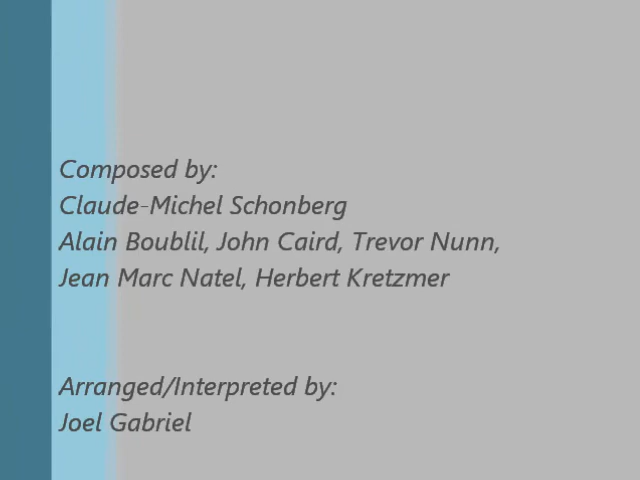 Composed by:
Claude-Michel Schonberg
Alain Boublil, John Caird, Trevor Nunn,
Jean Marc Natel, Herbert Kretzmer
Arranged/Interpreted by:
Joel Gabriel